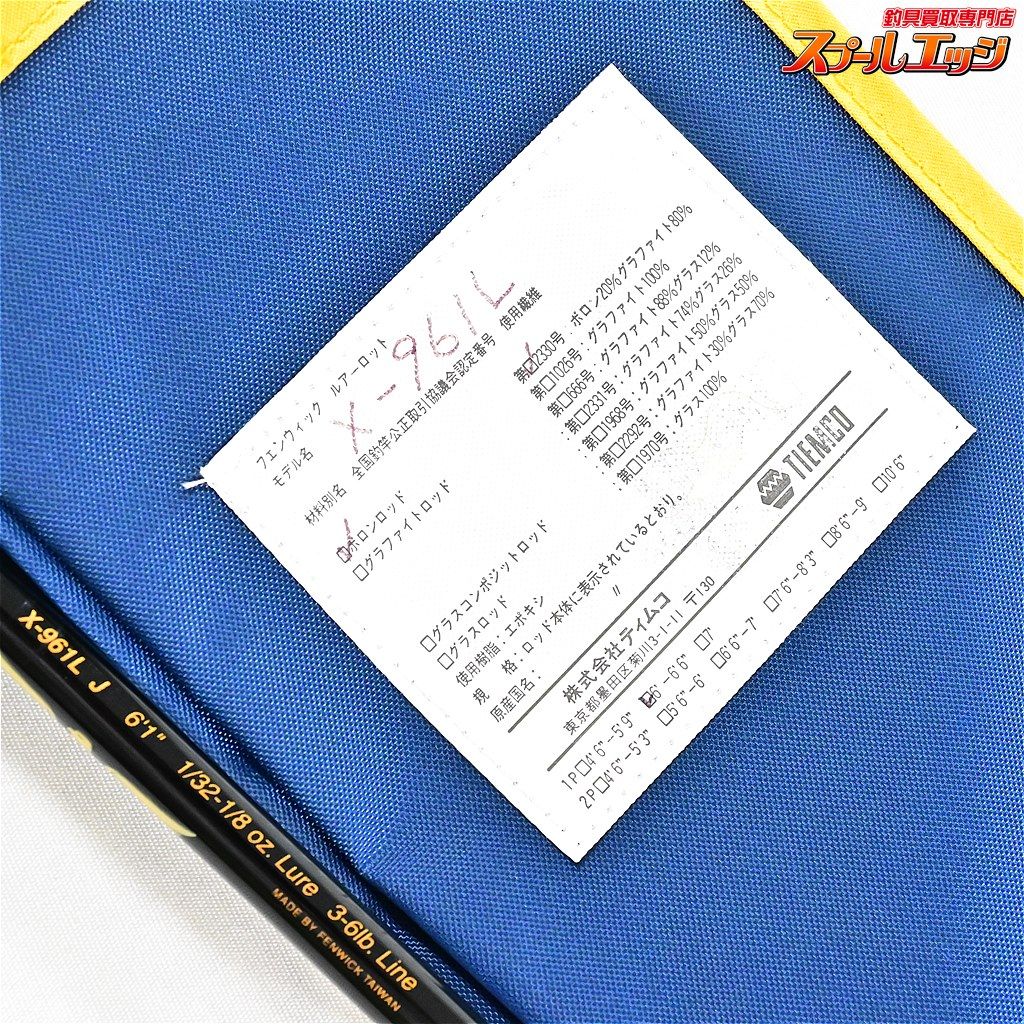 釣具買取専門店
スプールエッジ
フェンウィック ルアーロット
モデル名 X-961L
材料別名 全国釣竿公正取引協議会認定番号 使用繊維
☑ボロンロッド 第☑2330号:ボロン20%グラファイト80%
□グラファイトロッド 第□1026号:グラファイト100%
第□666号:グラファイト88%グラス12%
:第□2331号:グラファイト74%グラス26%
□グラスコンポジットロッド :第□1968号:グラファイト50%グラス50%
:第□2292号:グラファイト30%グラス70%
□グラスロッド :第□1970号:グラス100%
使用樹脂:エポキシ
規 格:ロッド本体に表示されているとおり。
原産国名: 〃
株式会社ティムコ
東京都墨田区菊川3-1-11 〒130
TIEMCO
1P□4'6"-5'9" ☑6'-6'6" □7'
2P□4'6"-5'3" □5'6"-6' □6'6"-7' □7'6"-8'3" □8'6"-9' □10'6"
X-961L J 6'1" 1/32-1/8 oz. Lure 3-6lb. Line
MADE BY FENWICK TAIWAN